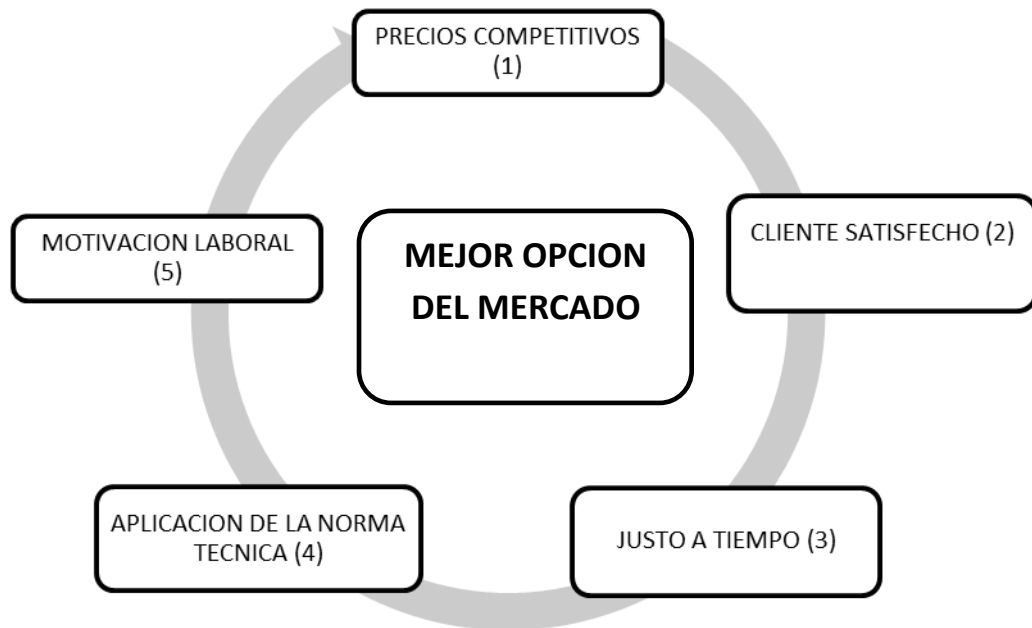 PRECIOS COMPETITIVOS
(1)
CLIENTE SATISFECHO (2)
JUSTO A TIEMPO (3)
APLICACION DE LA NORMA
TECNICA (4)
MOTIVACION LABORAL
(5)
MEJOR OPCION
DEL MERCADO